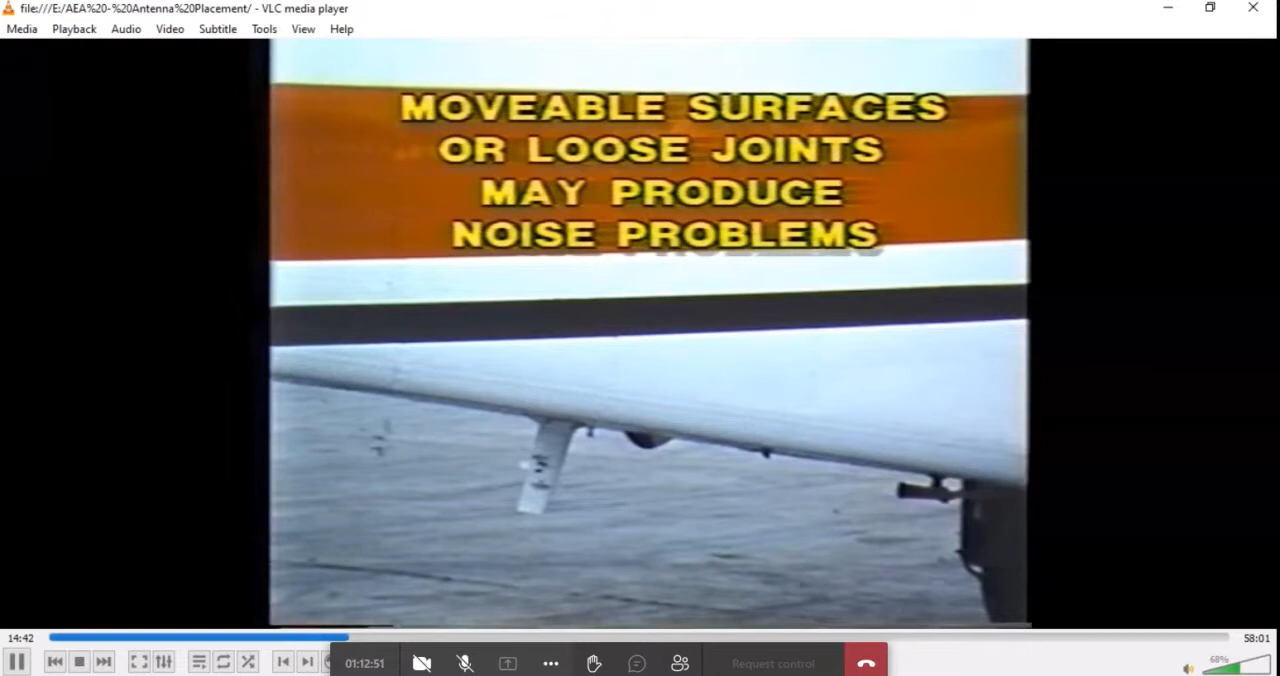 file:///E:/AEA%20-%20Antenna%20Placement/ - VLC media player
Media Playback Audio Video Subtitle Tools View Help
MOVEABLE SURFACES
OR LOOSE JOINTS
MAY PRODUCE
NOISE PROBLEMS
14:42
58:01
01:12:51
Request control
68%